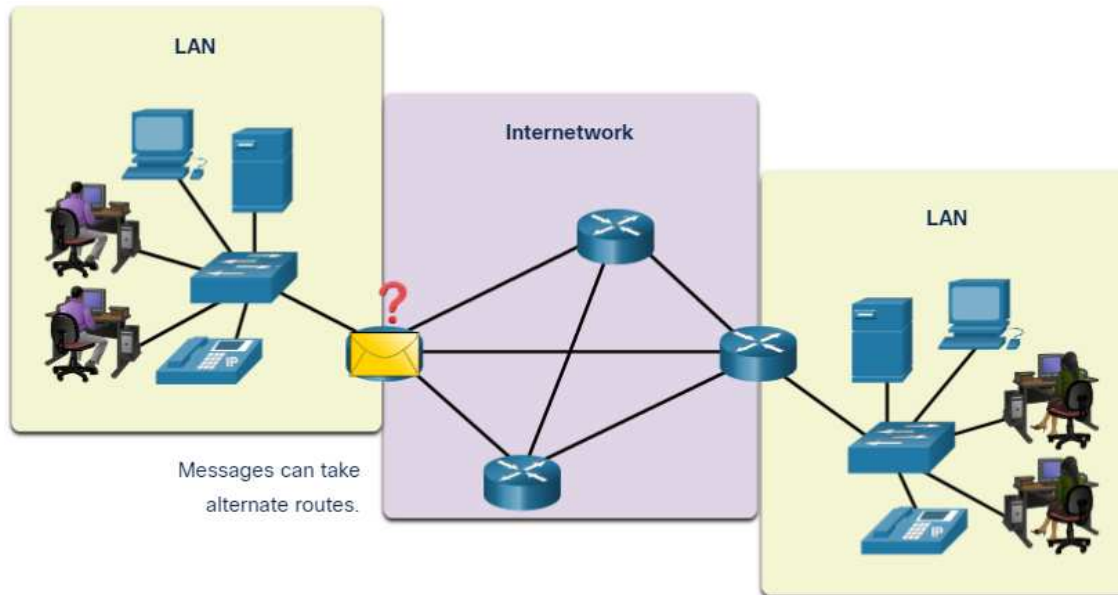 LAN
Internetwork
LAN
?
IP
Messages can take
alternate routes.
IP